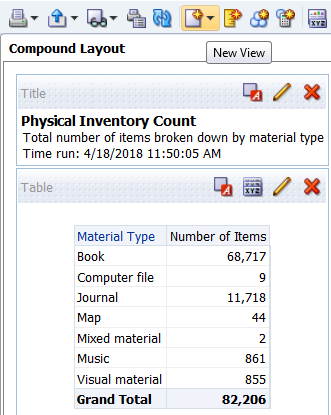 New View
Compound Layout
Title
Physical Inventory Count
Total number of items broken down by material type
Time run: 4/18/2018 11:50:05 AM
Table
Material Type Number of Items
Book 68,717
Computer file 9
Journal 11,718
Map 44
Mixed material 2
Music 861
Visual material 855
Grand Total 82,206